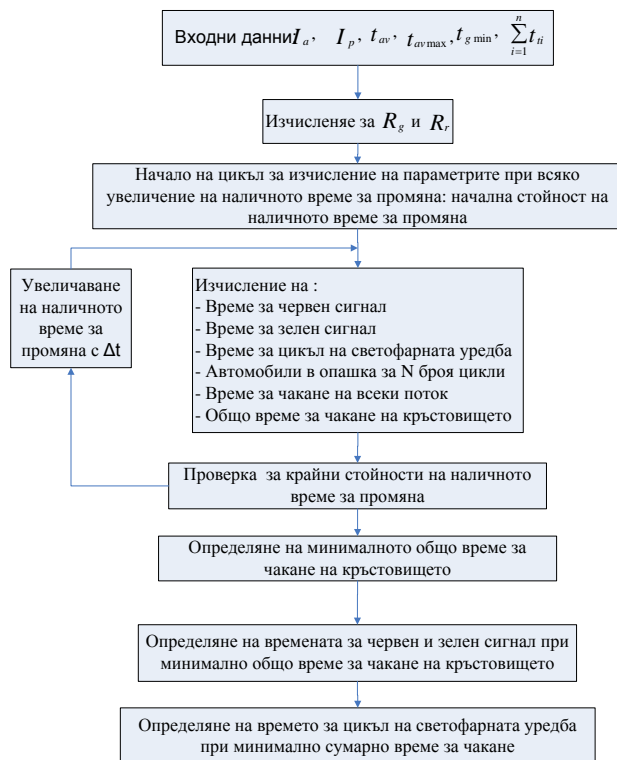 Входни данни I_a, I_p, t_av, t_avmax, t_g min, \sum_{i=1}^{n} t_ti
Изчисленяе за R_g и R_r
Начало на цикъл за изчисление на параметрите при всяко
увеличение на наличното време за промяна: начална стойност на
наличното време за промяна
Увеличаване
на наличното
време за
промяна с Δt
Изчисление на :
- Време за червен сигнал
- Време за зелен сигнал
- Време за цикъл на светофарната уредба
- Автомобили в опашка за N броя цикли
- Време за чакане на всеки поток
- Общо време за чакане на кръстовището
Проверка за крайни стойности на наличното
време за промяна
Определяне на минималното общо време за
чакане на кръстовището
Определяне на времената за червен и зелен сигнал при
минимално общо време за чакане на кръстовището
Определяне на времето за цикъл на светофарната уредба
при минимално сумарно време за чакане